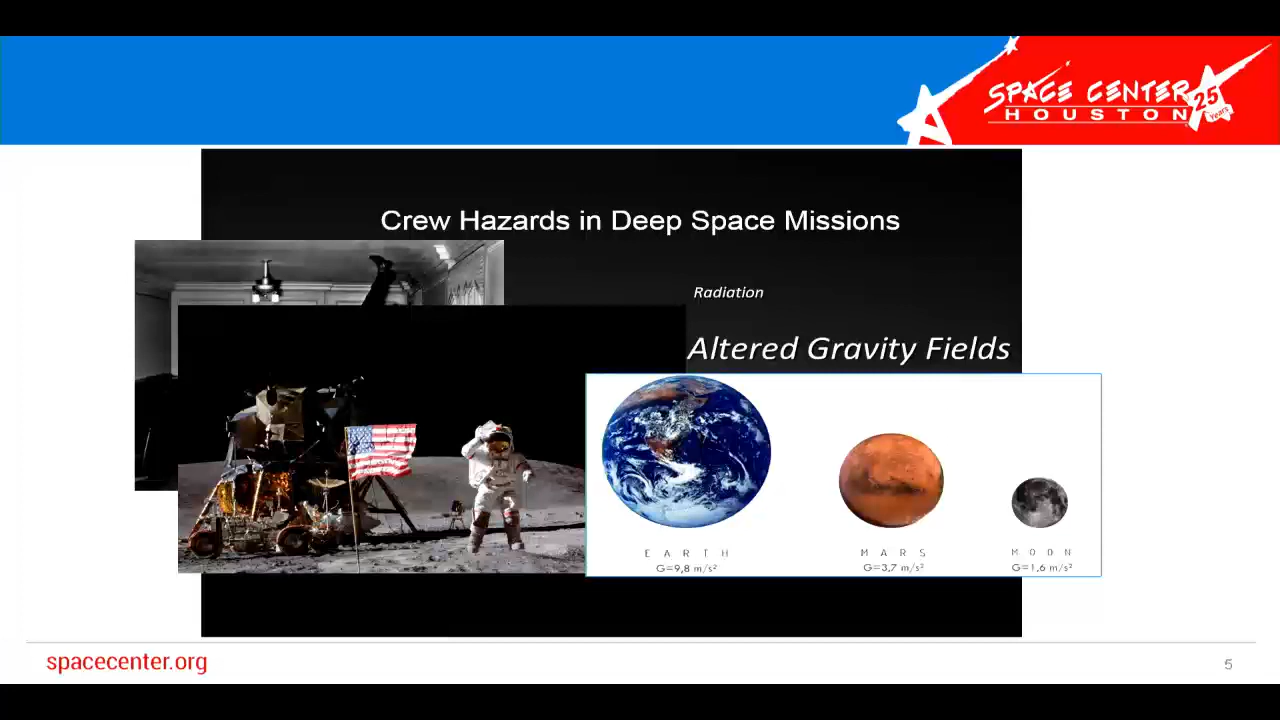 SPACE CENTER
HOUSTON
25
Years
Crew Hazards in Deep Space Missions
Radiation
Altered Gravity Fields
EARTH
G=9,8 m/s²
MARS
G=3,7 m/s²
MOON
G=1,6 m/s²
spacecenter.org
5